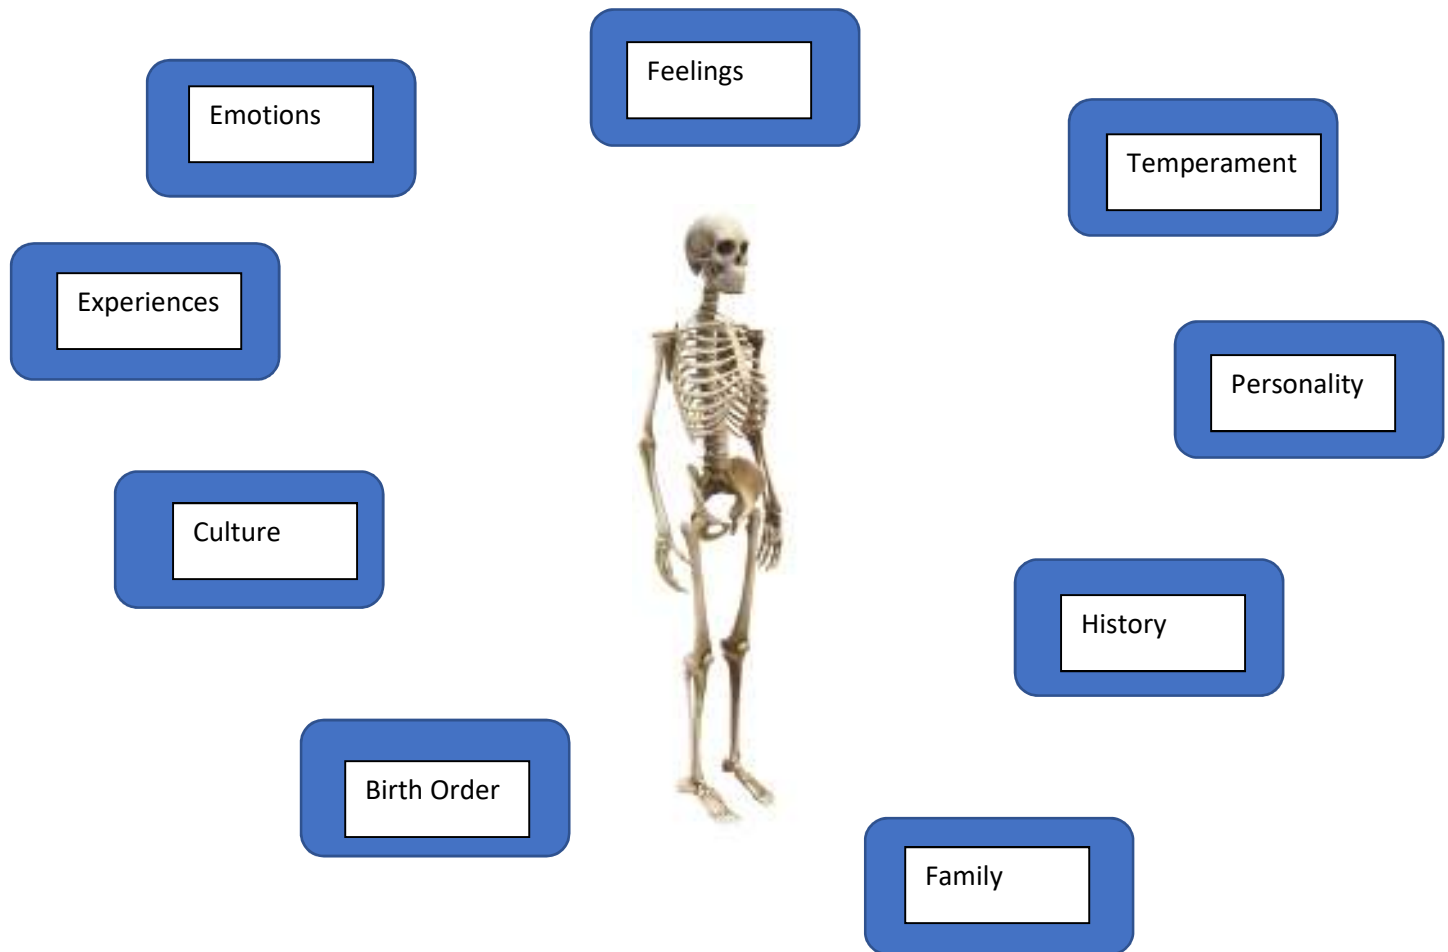 Feelings
Emotions
Temperament
Experiences
Personality
Culture
History
Birth Order
Family